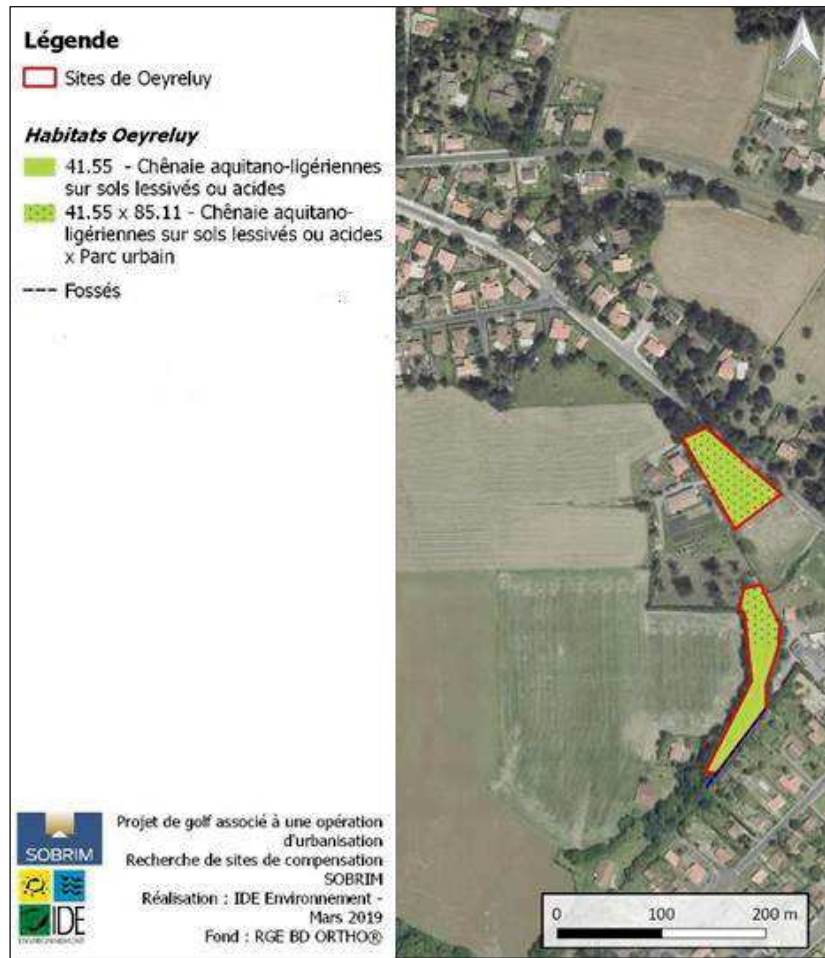 Légende
Sites de Oeyreluy
Habitats Oeyreluy
41.55 - Chênaie aquitano-ligériennes
sur sols lessivés ou acides
41.55 x 85.11 - Chênaie aquitano-
ligériennes sur sols lessivés ou acides
x Parc urbain
Fossés
SOBRIM
IDE
ENVIRONNEMENT
Projet de golf associé à une opération
d'urbanisation
Recherche de sites de compensation
SOBRIM
Réalisation : IDE Environnement -
Mars 2019
Fond : RGE BD ORTHO®
0 100 200 m